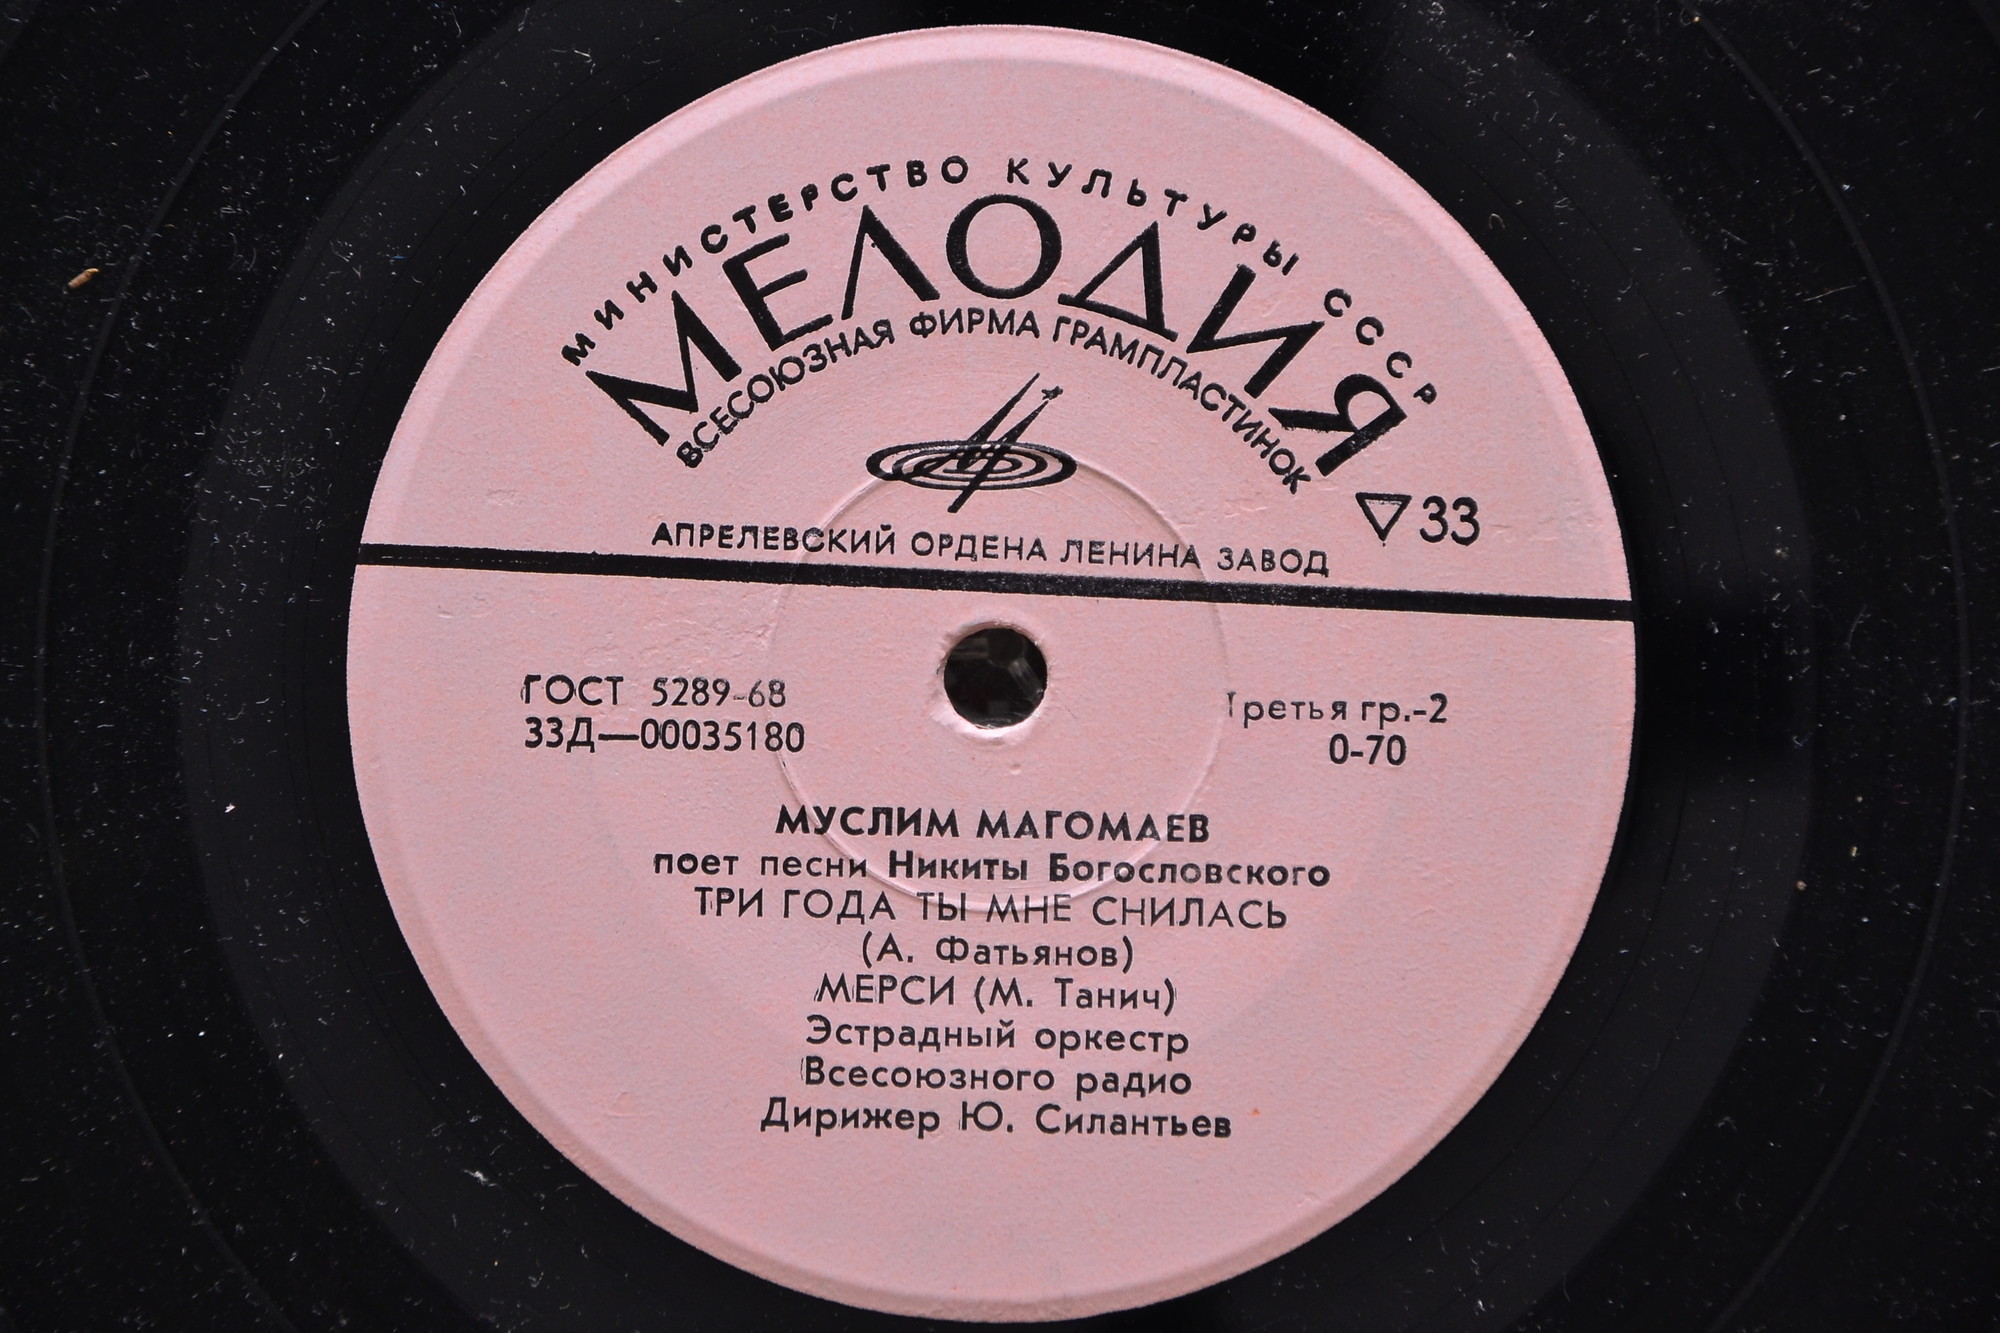 МИНИСТЕРСТВО КУЛЬТУРЫ СССР
МЕЛОДИЯ
ВСЕСОЮЗНАЯ ФИРМА ГРАМПЛАСТИНОК
33
АПРЕЛЕВСКИЙ ОРДЕНА ЛЕНИНА ЗАВОД
ГОСТ 5289-68
33Д—00035180
Третья гр.-2
0-70
МУСЛИМ МАГОМАЕВ
поет песни Никиты Богословского
ТРИ ГОДА ТЫ МНЕ СНИЛАСЬ
(А. Фатьянов)
МЕРСИ (М. Танич)
Эстрадный оркестр
Всесоюзного радио
Дирижер Ю. Силантьев